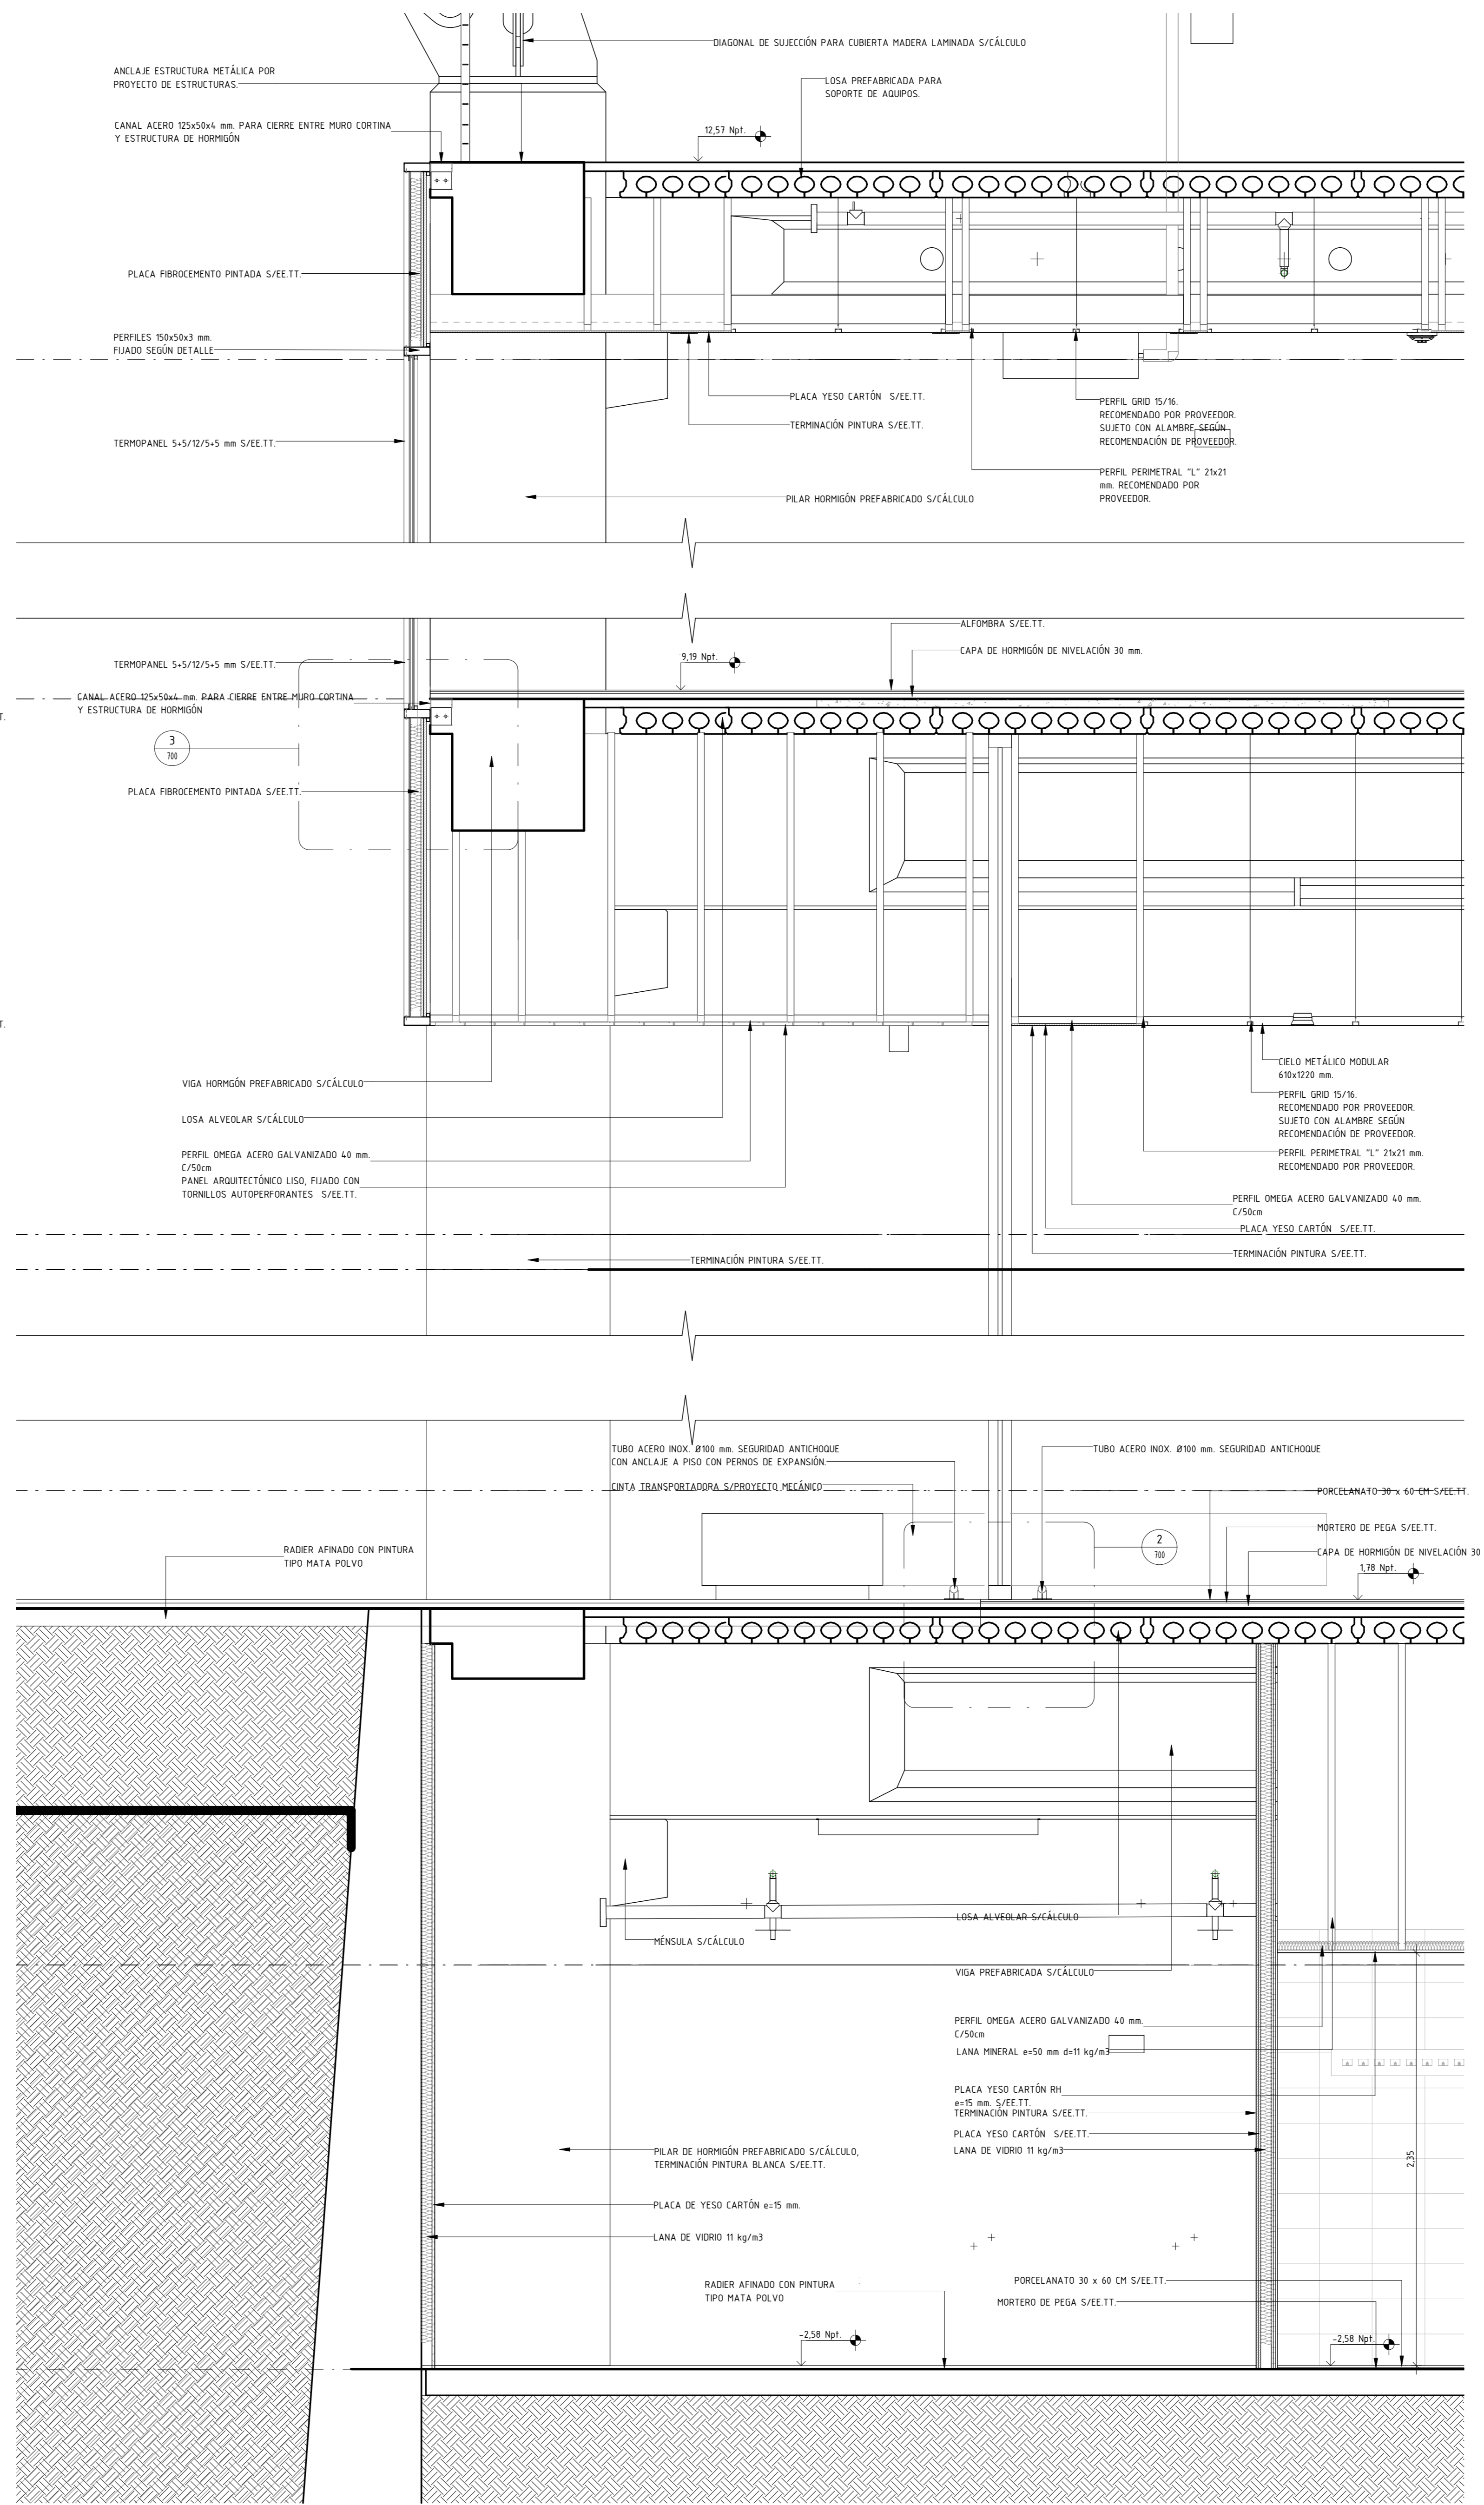 DIAGONAL DE SUJECCIÓN PARA CUBIERTA MADERA LAMINADA S/CÁLCULO
ANCLAJE ESTRUCTURA METÁLICA POR
PROYECTO DE ESTRUCTURAS.
LOSA PREFABRICADA PARA
SOPORTE DE AQUIPOS.
CANAL ACERO 125x50x4 mm. PARA CIERRE ENTRE MURO CORTINA
Y ESTRUCTURA DE HORMIGÓN
12,57 Npt.
PLACA FIBROCEMENTO PINTADA S/EE.TT.
PERFILES 150x50x3 mm.
FIJADO SEGÚN DETALLE
PLACA YESO CARTÓN S/EE.TT.
TERMINACIÓN PINTURA S/EE.TT.
PERFIL GRID 15/16.
RECOMENDADO POR PROVEEDOR.
SUJETO CON ALAMBRE SEGÚN
RECOMENDACIÓN DE PROVEEDOR.
TERMOPANEL 5+5/12/5+5 mm S/EE.TT.
PERFIL PERIMETRAL "L" 21x21
mm. RECOMENDADO POR
PROVEEDOR.
PILAR HORMIGÓN PREFABRICADO S/CÁLCULO
ALFOMBRA S/EE.TT.
CAPA DE HORMIGÓN DE NIVELACIÓN 30 mm.
9,19 Npt.
TERMOPANEL 5+5/12/5+5 mm S/EE.TT.
CANAL ACERO 125x50x4 mm. PARA CIERRE ENTRE MURO CORTINA
Y ESTRUCTURA DE HORMIGÓN
T.
3
700
PLACA FIBROCEMENTO PINTADA S/EE.TT.
T.
VIGA HORMGÓN PREFABRICADO S/CÁLCULO
LOSA ALVEOLAR S/CÁLCULO
PERFIL OMEGA ACERO GALVANIZADO 40 mm.
C/50cm
PANEL ARQUITECTÓNICO LISO, FIJADO CON
TORNILLOS AUTOPERFORANTES S/EE.TT.
CIELO METÁLICO MODULAR
610x1220 mm.
PERFIL GRID 15/16.
RECOMENDADO POR PROVEEDOR.
SUJETO CON ALAMBRE SEGÚN
RECOMENDACIÓN DE PROVEEDOR.
PERFIL PERIMETRAL "L" 21x21 mm.
RECOMENDADO POR PROVEEDOR.
PERFIL OMEGA ACERO GALVANIZADO 40 mm.
C/50cm
PLACA YESO CARTÓN S/EE.TT.
TERMINACIÓN PINTURA S/EE.TT.
TERMINACIÓN PINTURA S/EE.TT.
TUBO ACERO INOX. Ø100 mm. SEGURIDAD ANTICHOQUE
CON ANCLAJE A PISO CON PERNOS DE EXPANSIÓN.
TUBO ACERO INOX. Ø100 mm. SEGURIDAD ANTICHOQUE
CINTA TRANSPORTADORA S/PROYECTO MECÁNICO
PORCELANATO 30 x 60 CM S/EE.TT.
MORTERO DE PEGA S/EE.TT.
CAPA DE HORMIGÓN DE NIVELACIÓN 30
1,78 Npt.
2
700
RADIER AFINADO CON PINTURA
TIPO MATA POLVO
LOSA ALVEOLAR S/CÁLCULO
MÉNSULA S/CÁLCULO
VIGA PREFABRICADA S/CÁLCULO
PERFIL OMEGA ACERO GALVANIZADO 40 mm.
C/50cm
LANA MINERAL e=50 mm d=11 kg/m3
PLACA YESO CARTÓN RH
e=15 mm. S/EE.TT.
TERMINACIÓN PINTURA S/EE.TT.
PLACA YESO CARTÓN S/EE.TT.
LANA DE VIDRIO 11 kg/m3
2,35
PILAR DE HORMIGÓN PREFABRICADO S/CÁLCULO,
TERMINACIÓN PINTURA BLANCA S/EE.TT.
PLACA DE YESO CARTÓN e=15 mm.
LANA DE VIDRIO 11 kg/m3
RADIER AFINADO CON PINTURA
TIPO MATA POLVO
PORCELANATO 30 x 60 CM S/EE.TT.
MORTERO DE PEGA S/EE.TT.
-2,58 Npt.
-2,58 Npt.